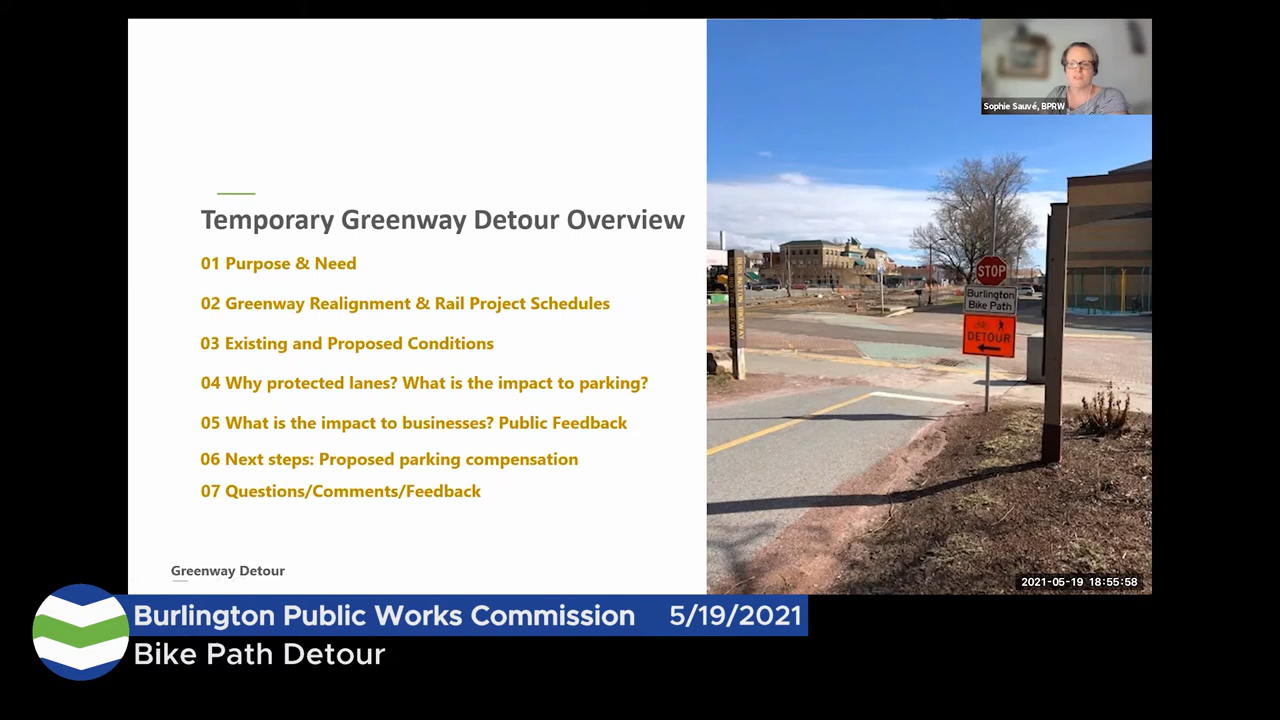 Sophie Sauvé, BPRW
Temporary Greenway Detour Overview
01 Purpose & Need
02 Greenway Realignment & Rail Project Schedules
03 Existing and Proposed Conditions
04 Why protected lanes? What is the impact to parking?
05 What is the impact to businesses? Public Feedback
06 Next steps: Proposed parking compensation
07 Questions/Comments/Feedback
Greenway Detour
STOP
Burlington
Bike Path
DETOUR
2021-05-19 18:55:58
Burlington Public Works Commission 5/19/2021
Bike Path Detour